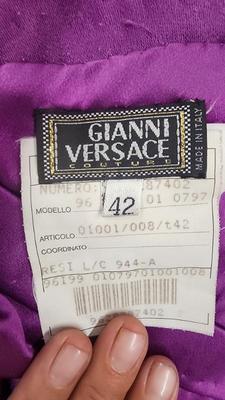 GIANNI
VERSACE
COUTURE
MADE IN ITALY
NUMERO: 87402
MODELLO 96 01 0797
42
ARTICOLO 01001/008/t42
COORDINATO
REST L/C 944-A
96199 01079701001008
87402